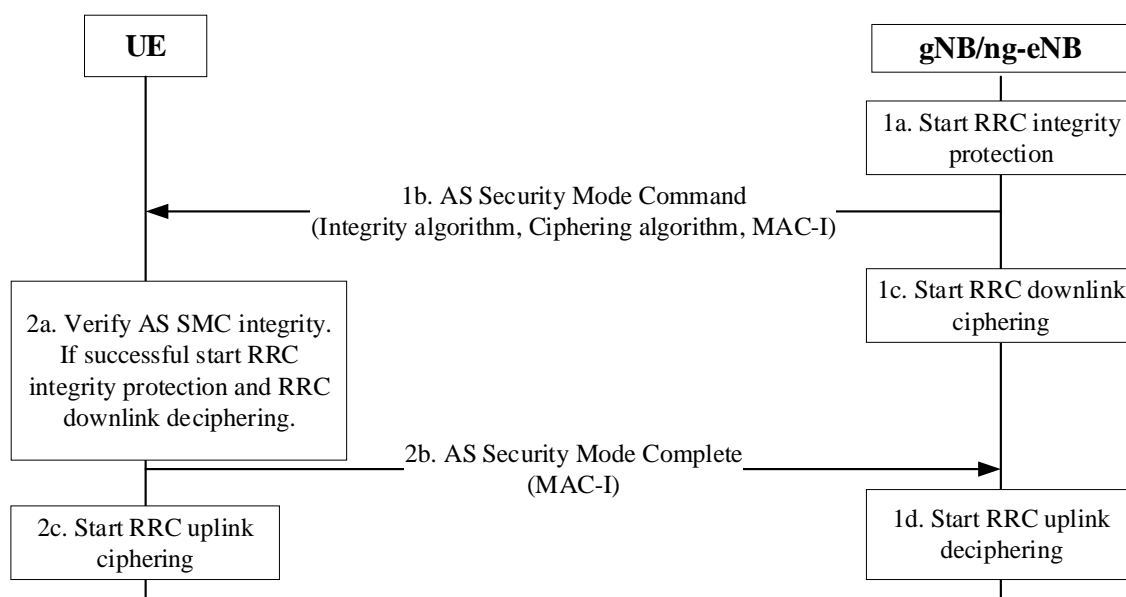 UE
gNB/ng-eNB
1a. Start RRC integrity
protection
1b. AS Security Mode Command
(Integrity algorithm, Ciphering algorithm, MAC-I)
1c. Start RRC downlink
ciphering
2a. Verify AS SMC integrity.
If successful start RRC
integrity protection and RRC
downlink deciphering.
2b. AS Security Mode Complete
(MAC-I)
2c. Start RRC uplink
ciphering
1d. Start RRC uplink
deciphering